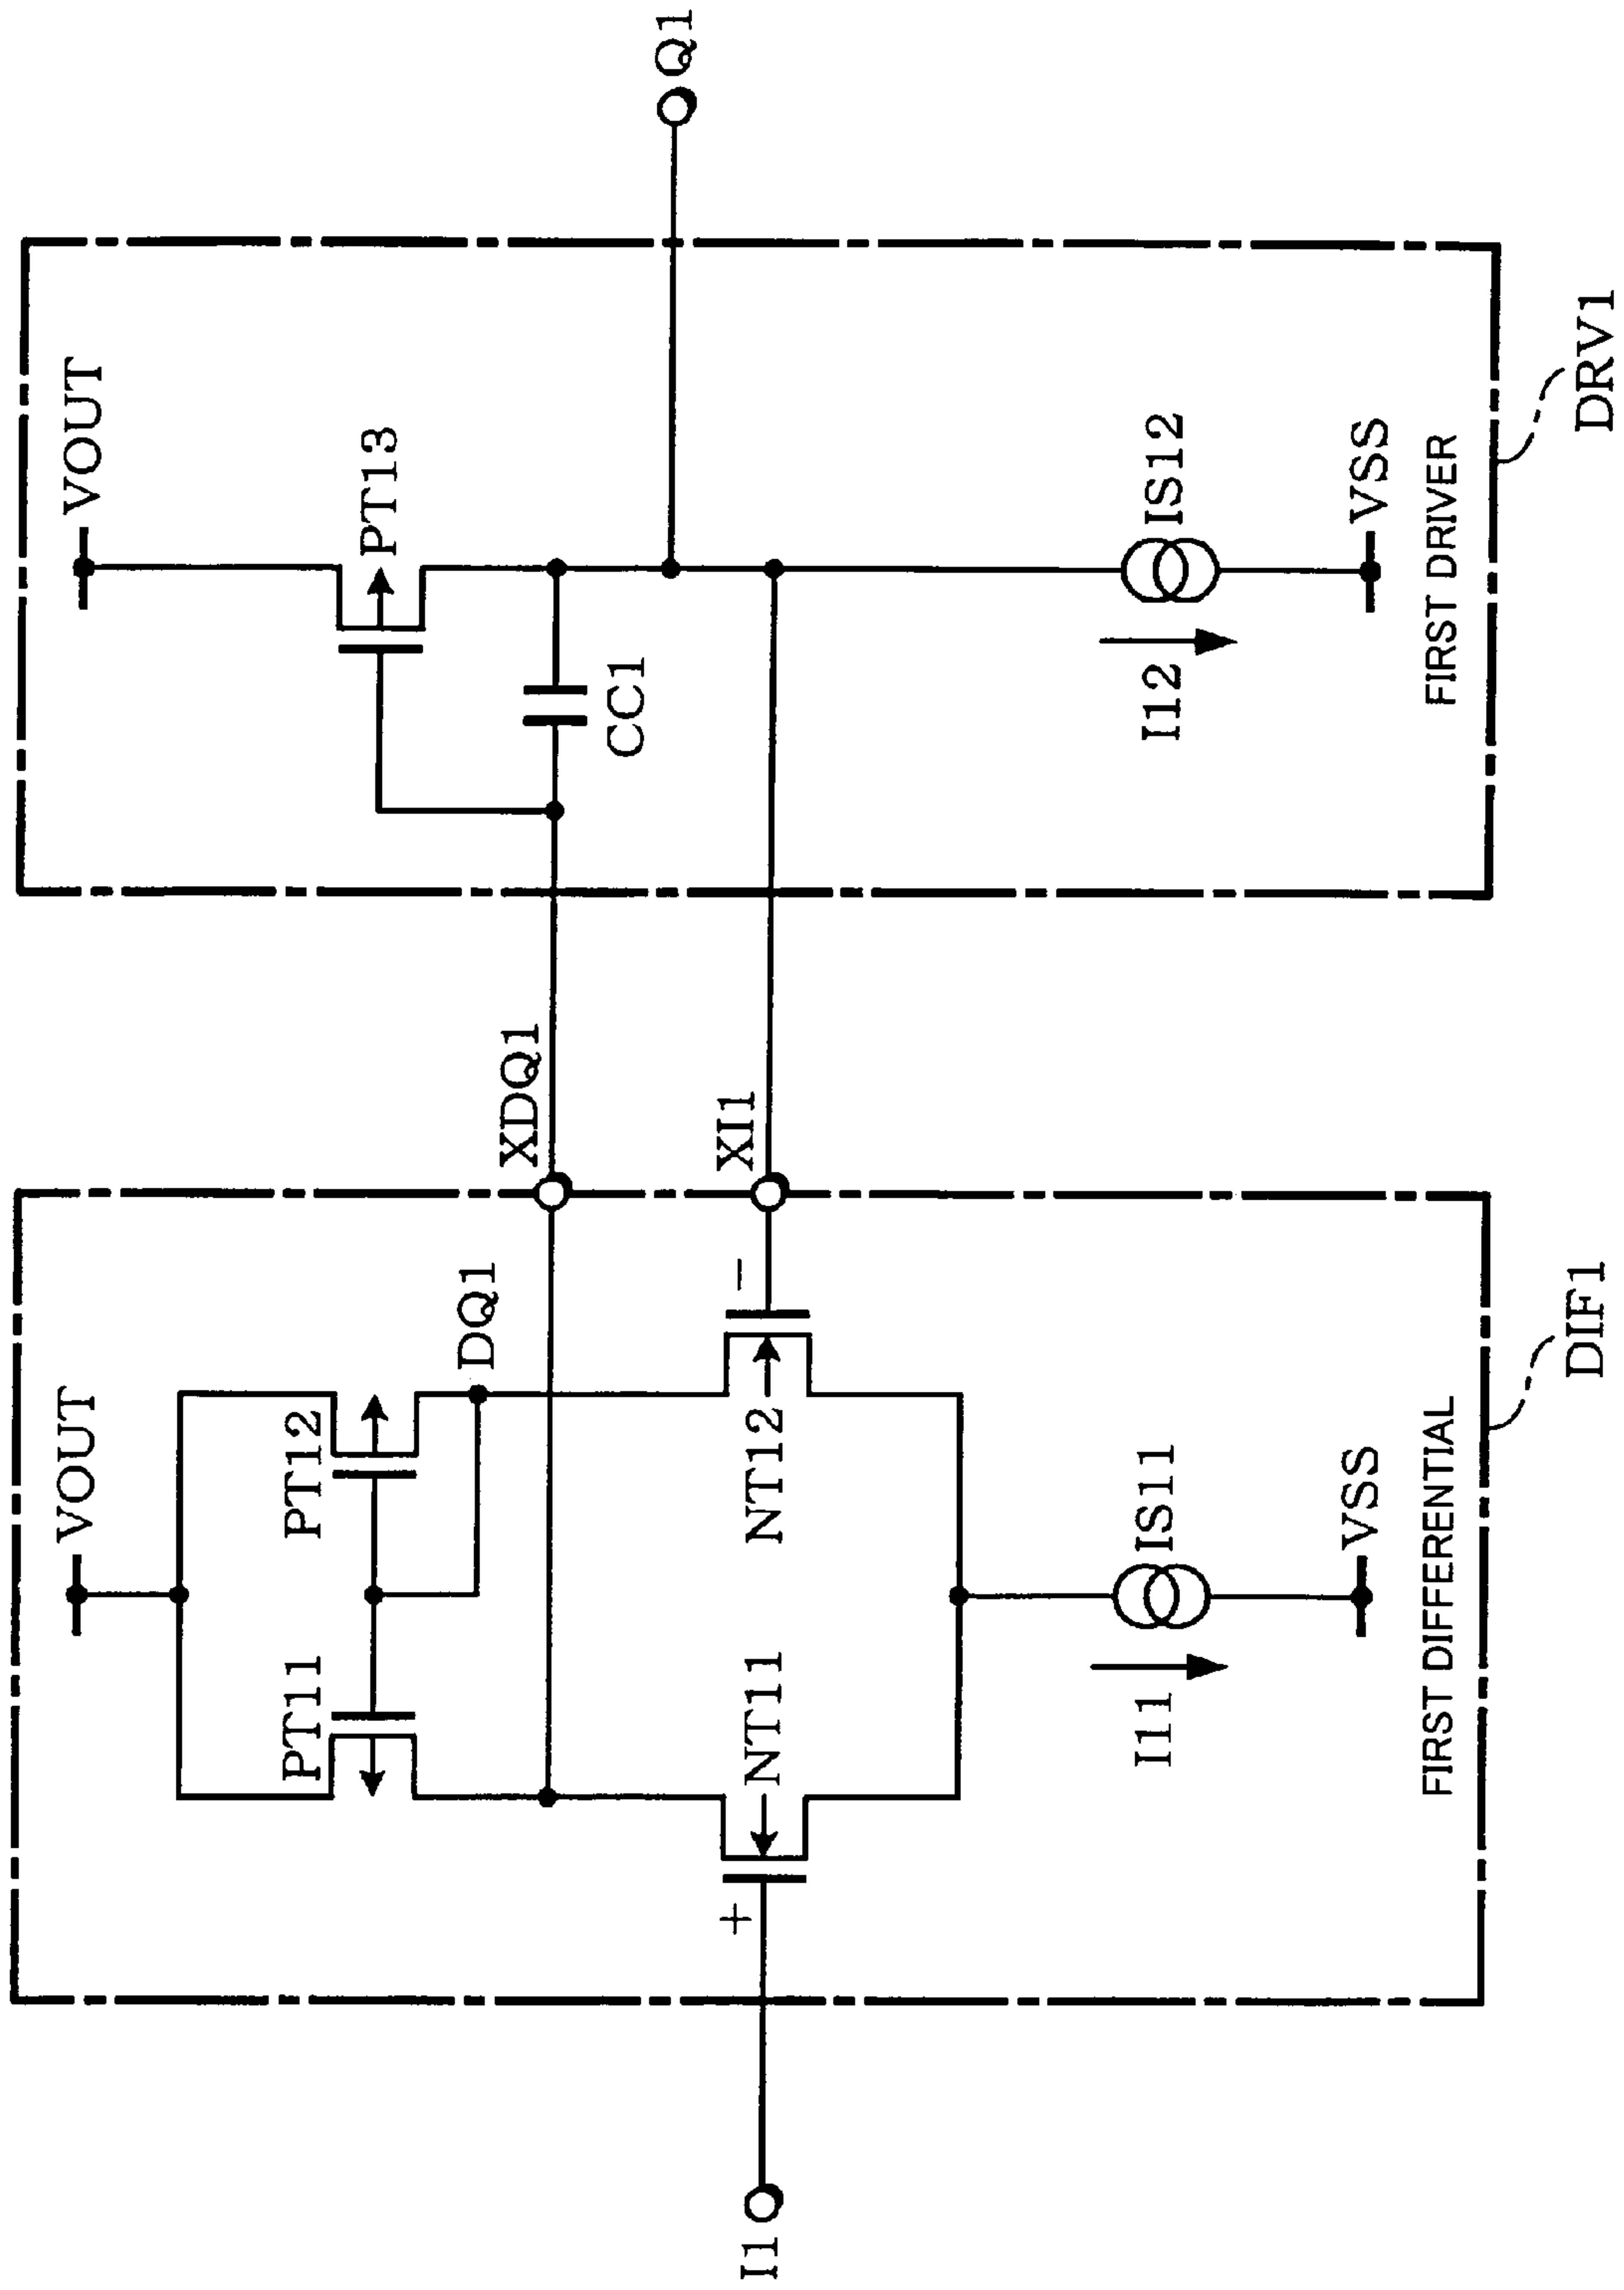 VOUT
PT11
PT12
DQ1
XDQ1
I1
+
NT11
NT12
−
XI1
I11
IS11
VSS
FIRST DIFFERENTIAL
DIF1
VOUT
PT13
CC1
Q1
I12
IS12
VSS
FIRST DRIVER
DRV1